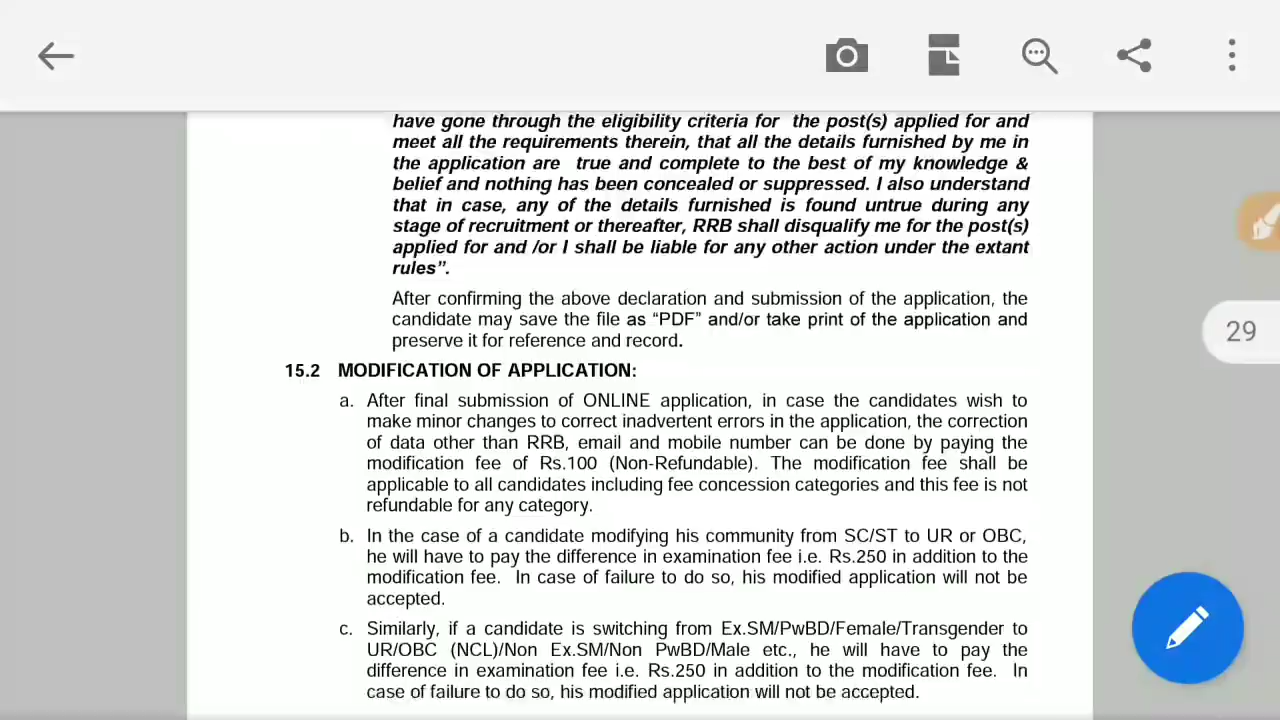 have gone through the eligibility criteria for the post(s) applied for and
meet all the requirements therein, that all the details furnished by me in
the application are true and complete to the best of my knowledge &
belief and nothing has been concealed or suppressed. I also understand
that in case, any of the details furnished is found untrue during any
stage of recruitment or thereafter, RRB shall disqualify me for the post(s)
applied for and /or I shall be liable for any other action under the extant
rules”.
After confirming the above declaration and submission of the application, the
candidate may save the file as “PDF” and/or take print of the application and
preserve it for reference and record.
29
15.2 MODIFICATION OF APPLICATION:
a. After final submission of ONLINE application, in case the candidates wish to
make minor changes to correct inadvertent errors in the application, the correction
of data other than RRB, email and mobile number can be done by paying the
modification fee of Rs.100 (Non-Refundable). The modification fee shall be
applicable to all candidates including fee concession categories and this fee is not
refundable for any category.
b. In the case of a candidate modifying his community from SC/ST to UR or OBC,
he will have to pay the difference in examination fee i.e. Rs.250 in addition to the
modification fee. In case of failure to do so, his modified application will not be
accepted.
c. Similarly, if a candidate is switching from Ex.SM/PwBD/Female/Transgender to
UR/OBC (NCL)/Non Ex.SM/Non PwBD/Male etc., he will have to pay the
difference in examination fee i.e. Rs.250 in addition to the modification fee. In
case of failure to do so, his modified application will not be accepted.